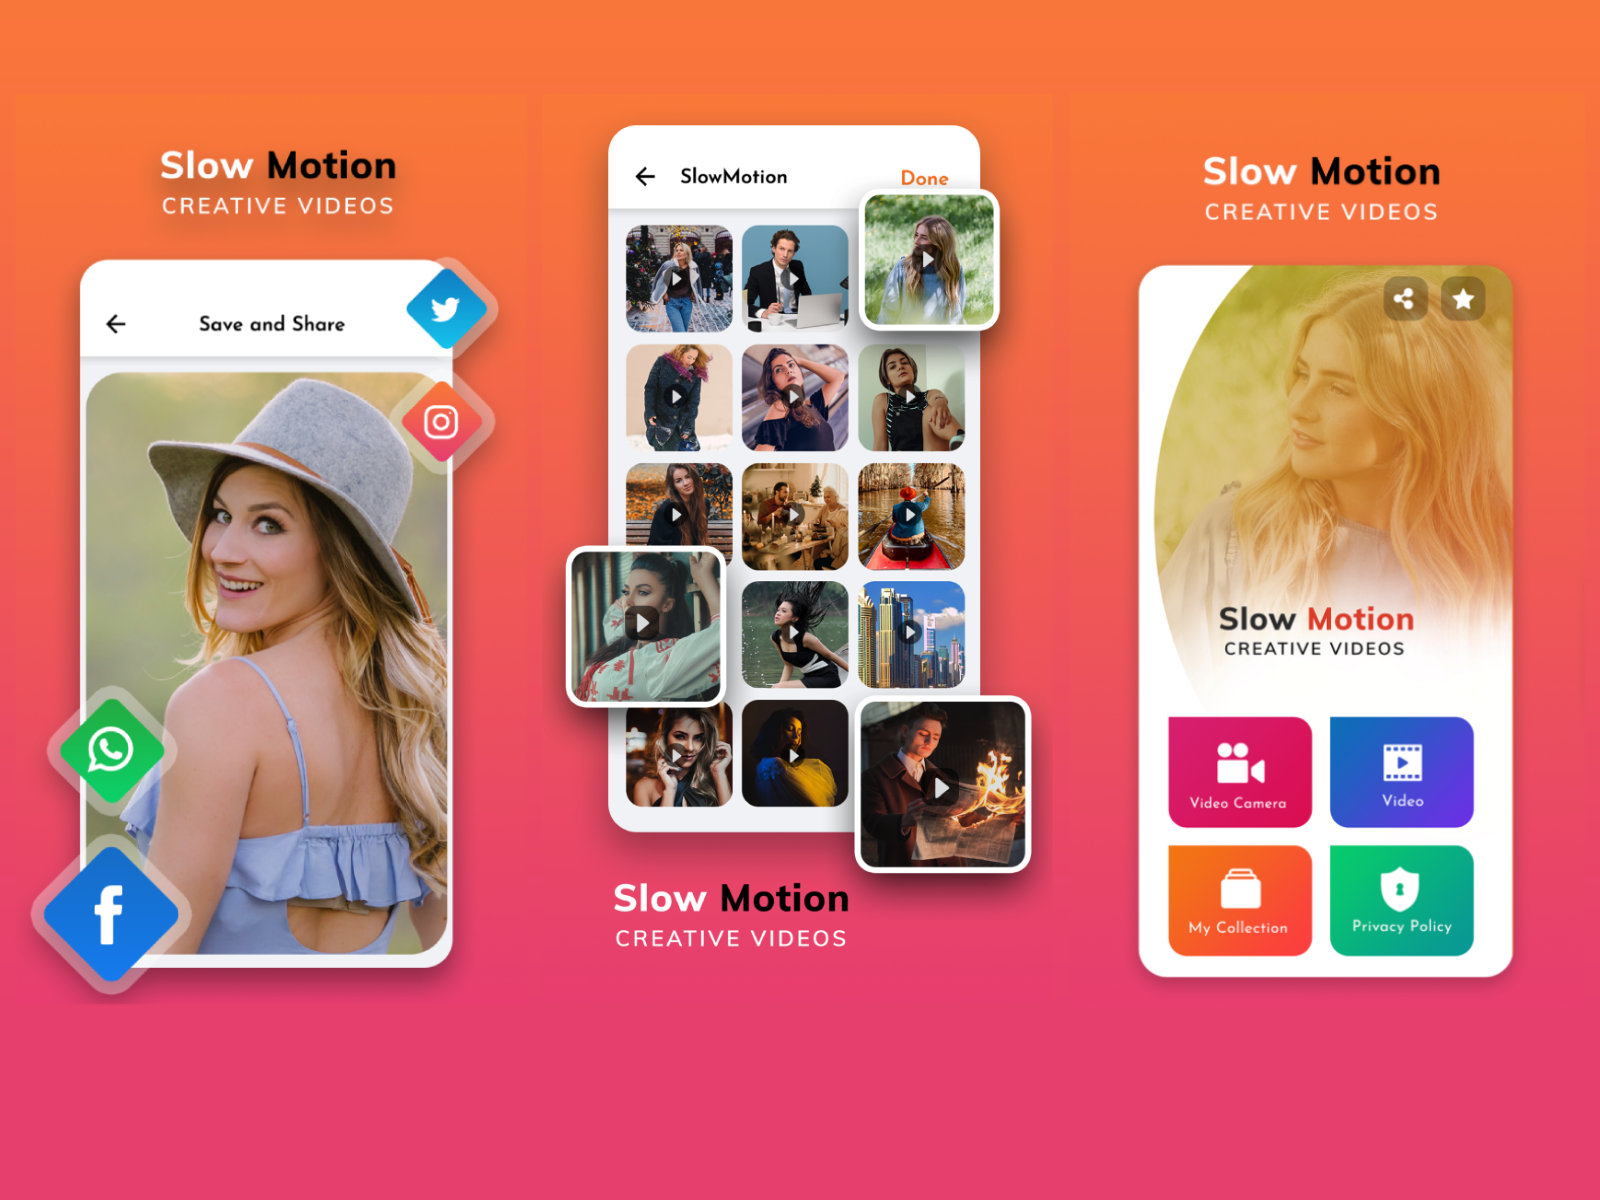 Slow Motion
CREATIVE VIDEOS
Save and Share
SlowMotion
Done
Slow Motion
CREATIVE VIDEOS
Slow Motion
CREATIVE VIDEOS
Slow Motion
CREATIVE VIDEOS
Video Camera
Video
My Collection
Privacy Policy